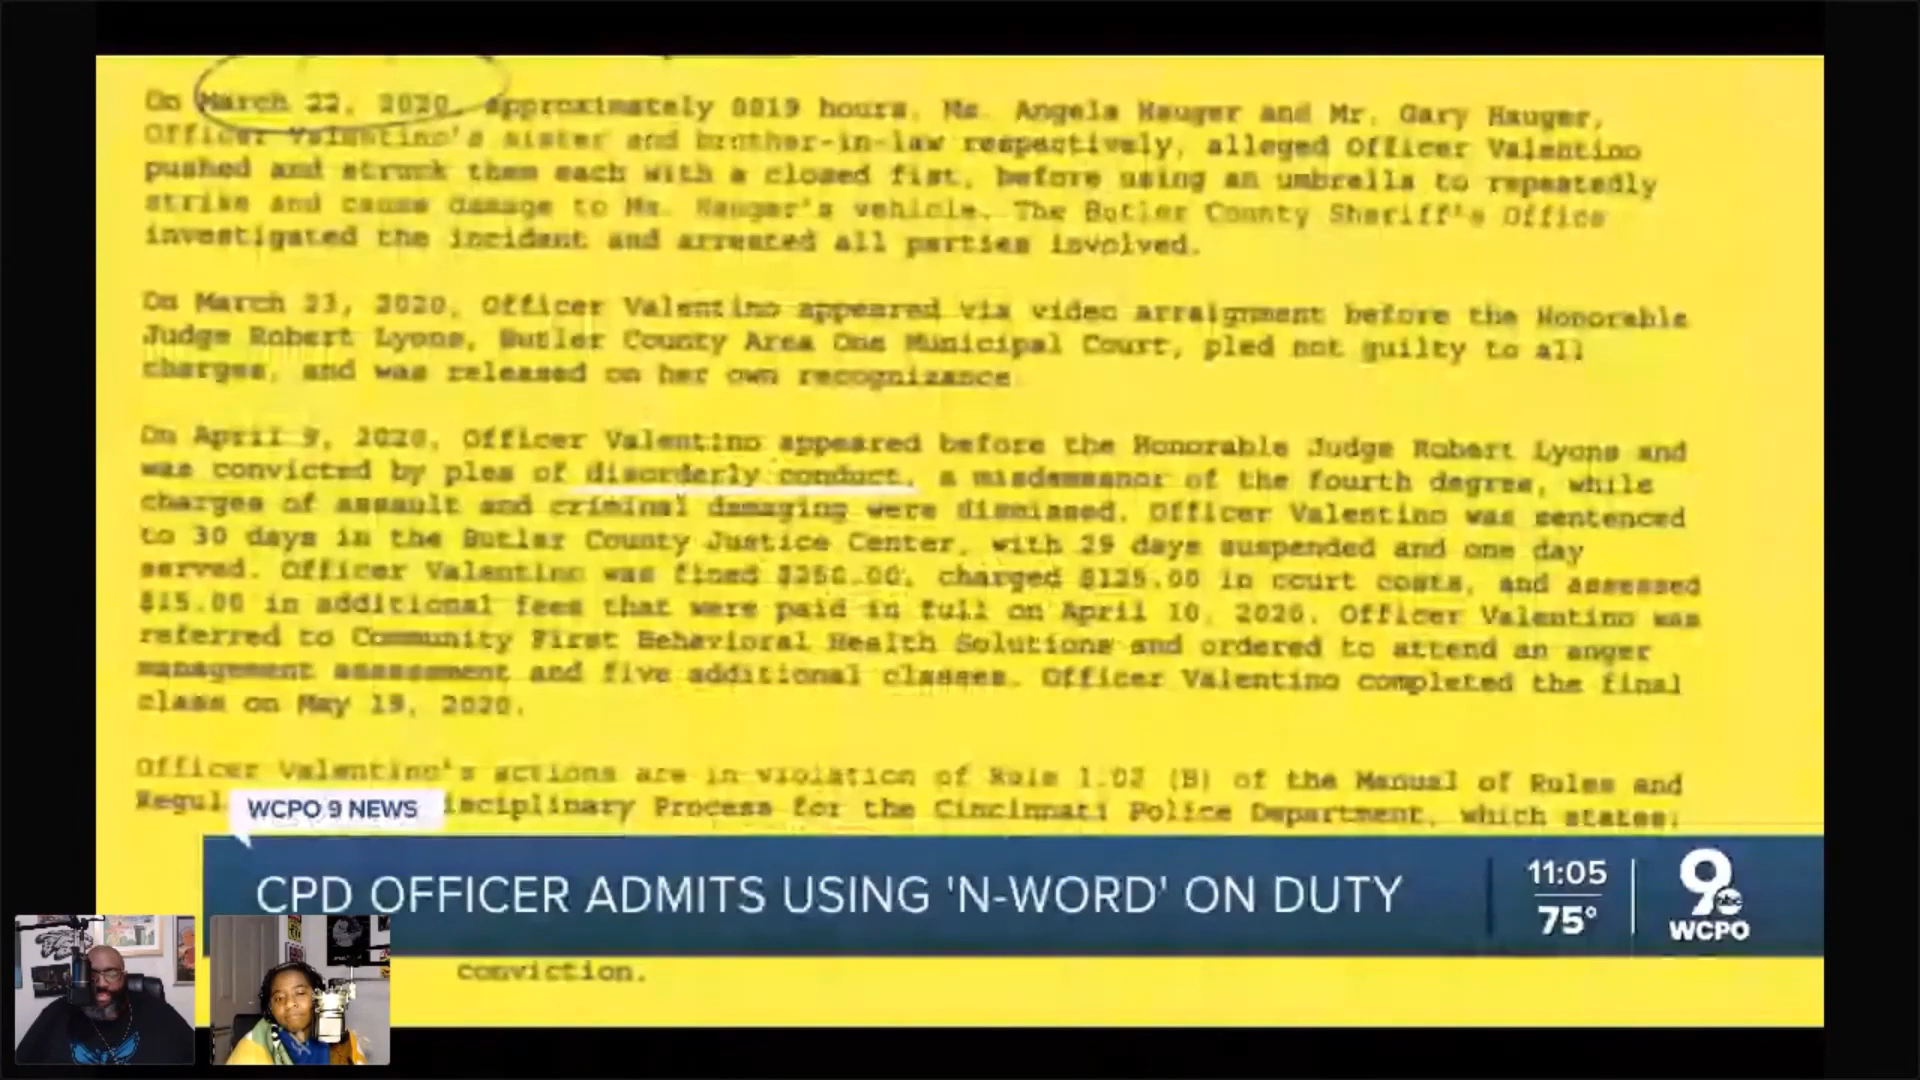 On March 22, 2020, approximately 0019 hours, Ms. Angela Hauger and Mr. Gary Hauger,
Officer Valentino's sister and brother-in-law respectively, alleged Officer Valentino
pushed and struck them each with a closed fist, before using an umbrella to repeatedly
strike and cause damage to Ms. Hauger's vehicle. The Butler County Sheriff's Office
investigated the incident and arrested all parties involved.
On March 23, 2020, Officer Valentino appeared via video arraignment before the Honorable
Judge Robert Lyons, Butler County Area One Municipal Court, pled not guilty to all
charges, and was released on her own recognizance.
On April 9, 2020, Officer Valentino appeared before the Honorable Judge Robert Lyons and
was convicted by plea of disorderly conduct, a misdemeanor of the fourth degree, while
charges of assault and criminal damaging were dismissed. Officer Valentino was sentenced
to 30 days in the Butler County Justice Center, with 29 days suspended and one day
served. Officer Valentino was fined $250.00, charged $125.00 in court costs, and assessed
$15.00 in additional fees that were paid in full on April 10, 2020. Officer Valentino was
referred to Community First Behavioral Health Solutions and ordered to attend an anger
management assessment and five additional classes. Officer Valentino completed the final
class on May 19, 2020.
Officer Valentino's actions are in violation of Rule 1.02 (B) of the Manual of Rules and
Regul isciplinary Process for the Cincinnati Police Department, which states:
WCPO 9 NEWS
CPD OFFICER ADMITS USING 'N-WORD' ON DUTY
11:05
75°
9
abc
WCPO
conviction.